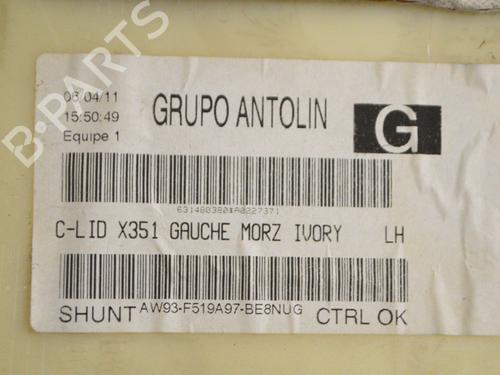 06/04/11
15:50:49
Equipe 1
GRUPO ANTOLIN
G
C-LID X351 GAUCHE MORZ IVORY LH
SHUNT AW93-F519A97-BE8NUG CTRL OK
B-PARTS